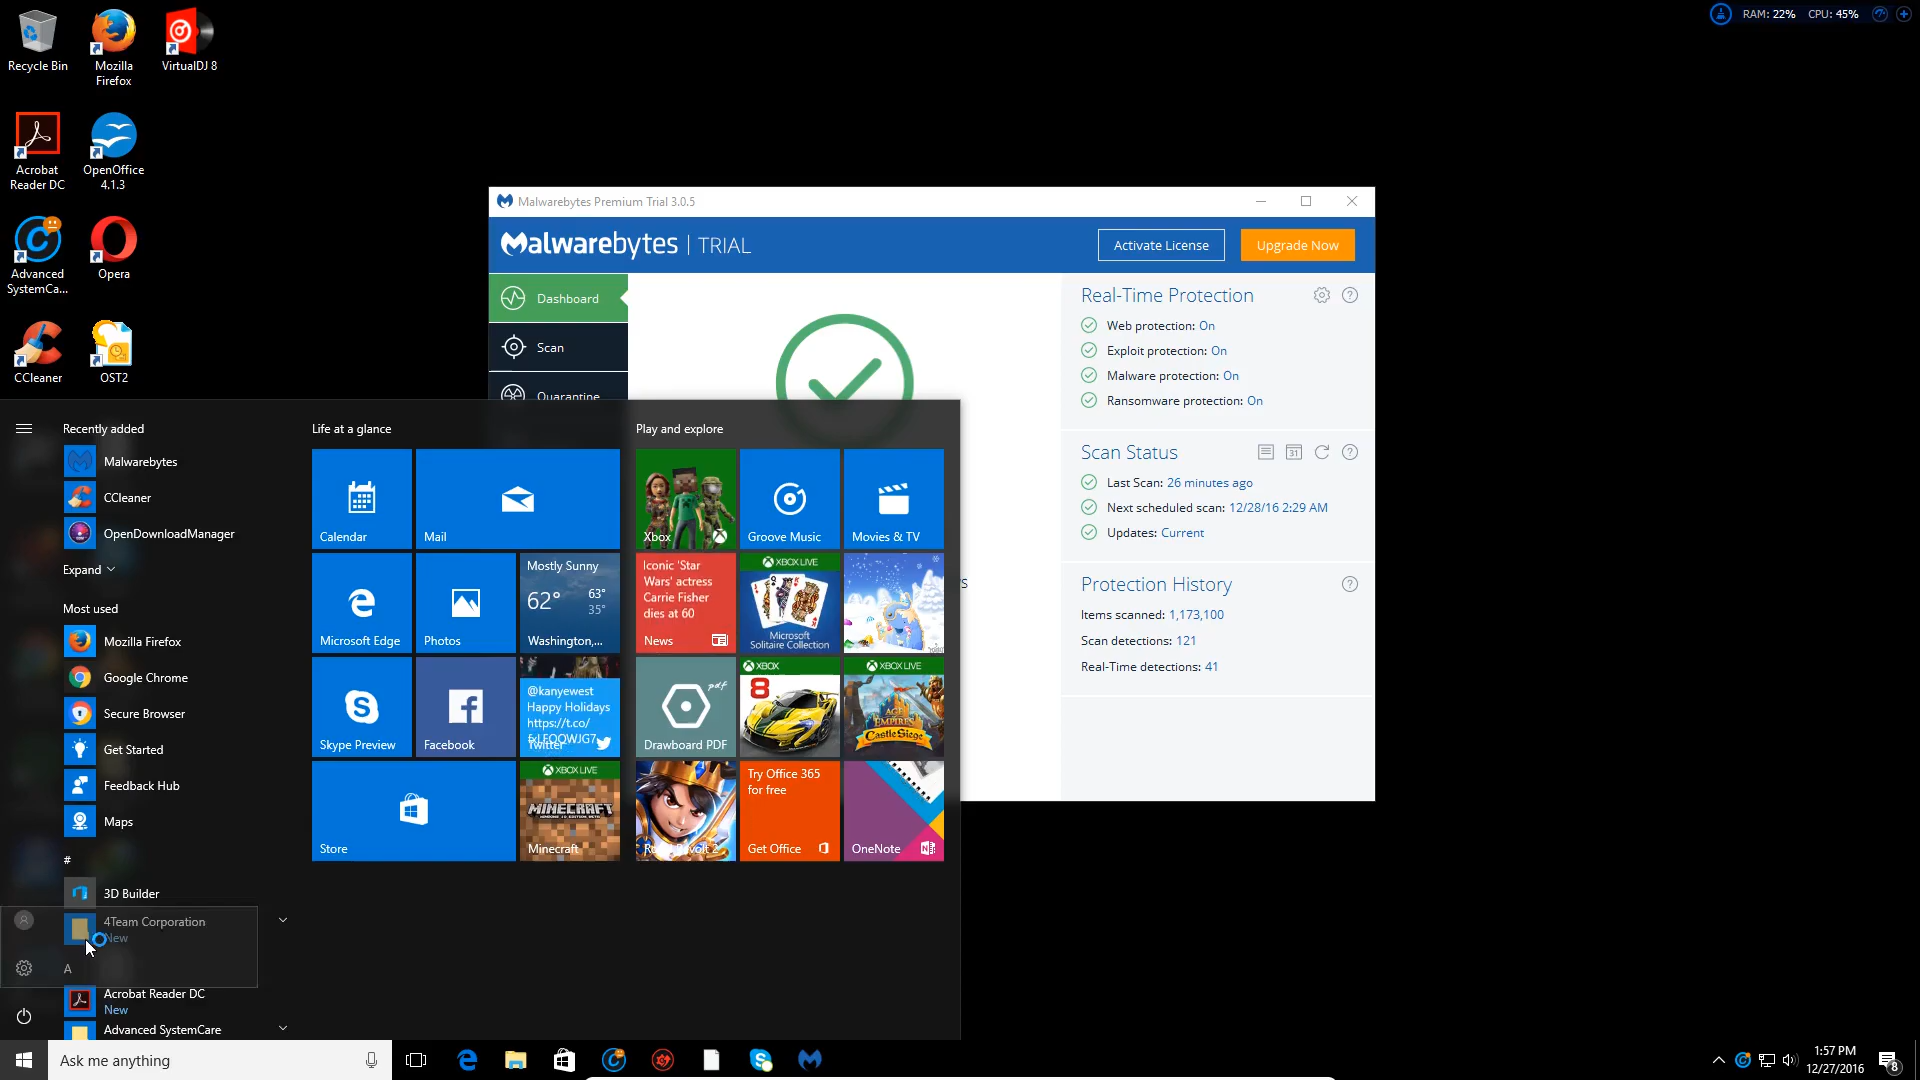 RAM: 22% CPU: 45%
Recycle Bin
Mozilla
Firefox
VirtualDJ 8
Acrobat
Reader DC
OpenOffice
4.1.3
Advanced
SystemCa...
Opera
CCleaner
OST2
Malwarebytes Premium Trial 3.0.5
Malwarebytes | TRIAL
Activate License
Upgrade Now
Dashboard
Scan
Quarantine
Real-Time Protection
Web protection: On
Exploit protection: On
Malware protection: On
Ransomware protection: On
Scan Status
31
Last Scan: 26 minutes ago
Next scheduled scan: 12/28/16 2:29 AM
Updates: Current
Protection History
Items scanned: 1,173,100
Scan detections: 121
Real-Time detections: 41
Recently added
Malwarebytes
CCleaner
OpenDownloadManager
Expand
Most used
Mozilla Firefox
Google Chrome
Secure Browser
Get Started
Feedback Hub
Maps
#
3D Builder
4Team Corporation
New
A
Acrobat Reader DC
New
Advanced SystemCare
Life at a glance
Calendar
Mail
Microsoft Edge
Photos
Mostly Sunny
62°
63°
35°
Washington,...
Skype Preview
Facebook
@kanyewest
Happy Holidays
https://t.co/
Twitter
Store
XBOX LIVE
MINECRAFT
Minecraft
Play and explore
Xbox
Groove Music
Movies & TV
Iconic 'Star
Wars' actress
Carrie Fisher
dies at 60
News
XBOX LIVE
Microsoft
Solitaire Collection
Drawboard PDF
pdf
XBOX
8
XBOX LIVE
AGE
EMPIRES
Castle Siege
Try Office 365
for free
Get Office
OneNote
Ask me anything
1:57 PM
12/27/2016
8